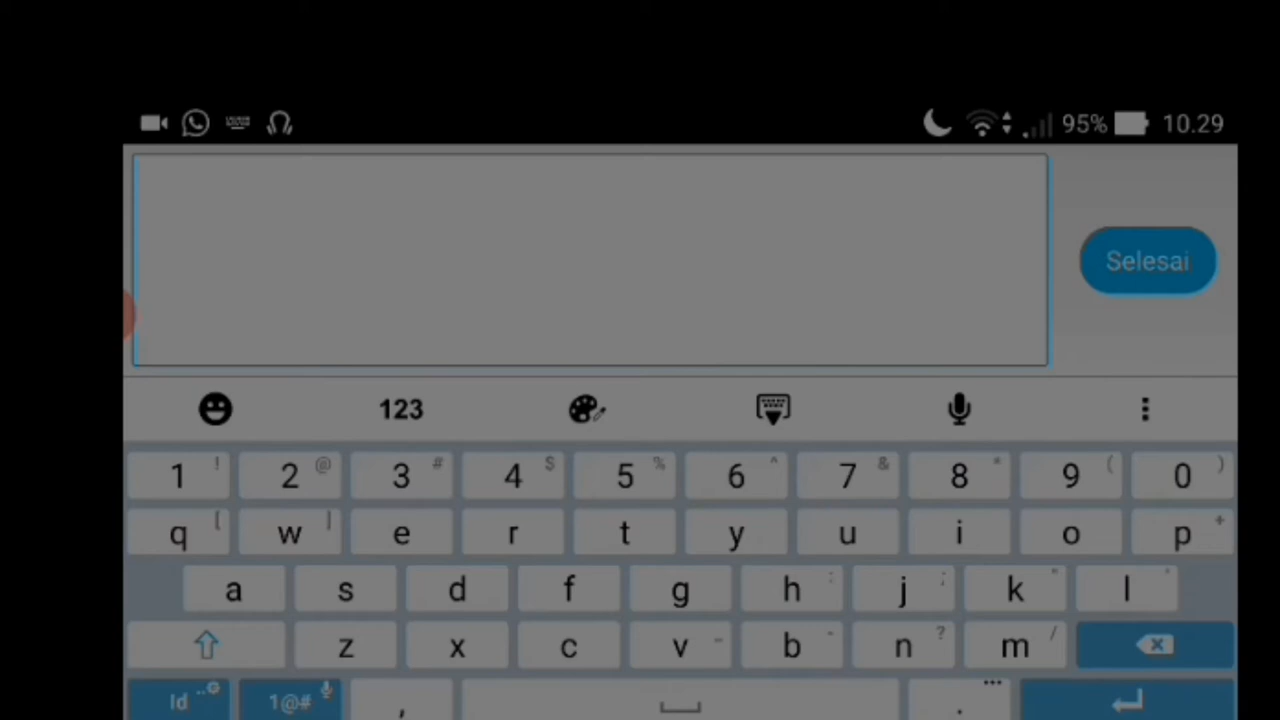 95% 10.29
Selesai
123
! @ # $ % ^ & * ( )
1 2 3 4 5 6 7 8 9 0
[ ] +
q w e r t y u i o p
a s d f g h j k l
z x c v b n m
Id 1@# , .